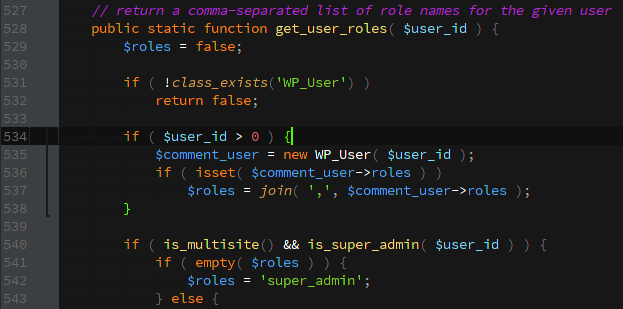 527 // return a comma-separated list of role names for the given user
528 public static function get_user_roles( $user_id ) {
529 $roles = false;
530
531 if ( !class_exists('WP_User') )
532 return false;
533
534 if ( $user_id > 0 ) {
535 $comment_user = new WP_User( $user_id );
536 if ( isset( $comment_user->roles ) )
537 $roles = join( ',', $comment_user->roles );
538 }
539
540 if ( is_multisite() && is_super_admin( $user_id ) ) {
541 if ( empty( $roles ) ) {
542 $roles = 'super_admin';
543 } else {